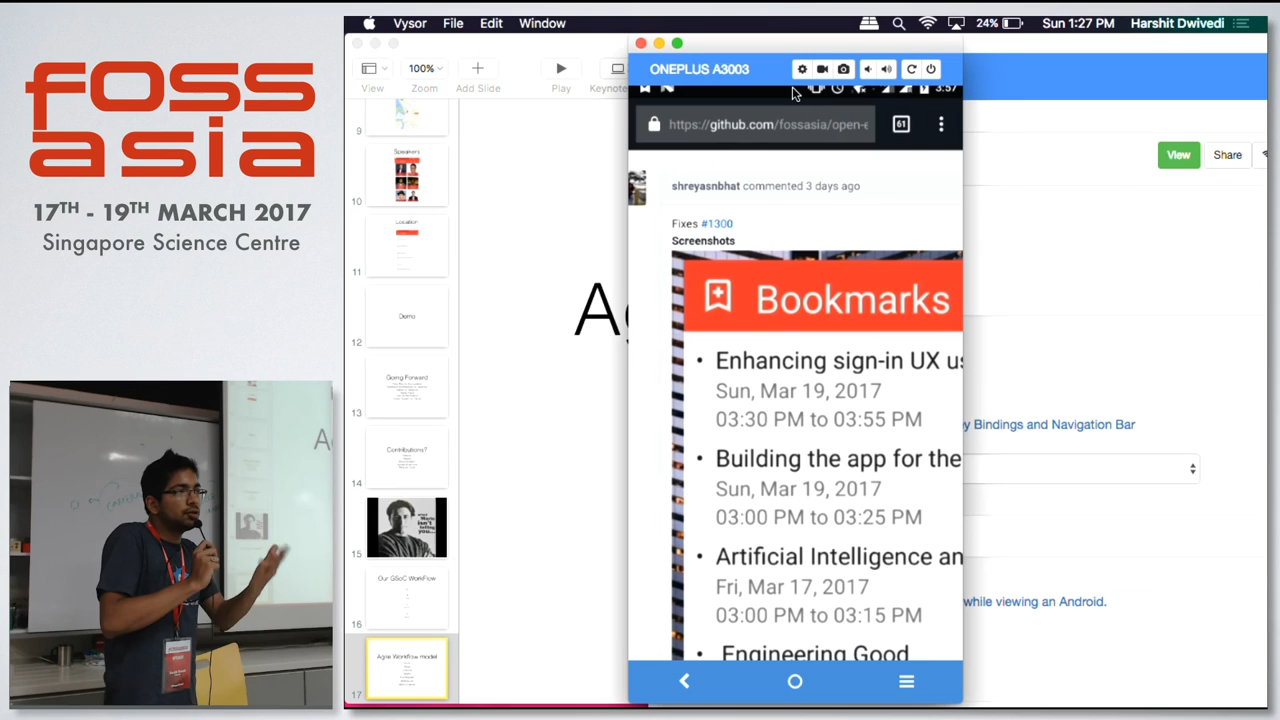 foss
asia
17TH - 19TH MARCH 2017
Singapore Science Centre
Vysor File Edit Window
24% Sun 1:27 PM Harshit Dwivedi
100%
View Zoom Add Slide Play Keynote
9
Speakers
10
Location
11
Demo
12
Going Forward
13
Contributions?
14
isn't
15
Our GSoC WorkFlow
16
Agile Workflow model
17
Ag
ONEPLUS A3003
3:57
https://github.com/fossasia/open-e
61
shreyasnbhat commented 3 days ago
Fixes #1300
Screenshots
Bookmarks
• Enhancing sign-in UX us
Sun, Mar 19, 2017
03:30 PM to 03:55 PM
• Building the app for the
Sun, Mar 19, 2017
03:00 PM to 03:25 PM
• Artificial Intelligence an
Fri, Mar 17, 2017
03:00 PM to 03:15 PM
Engineering Good
View Share
y Bindings and Navigation Bar
while viewing an Android.